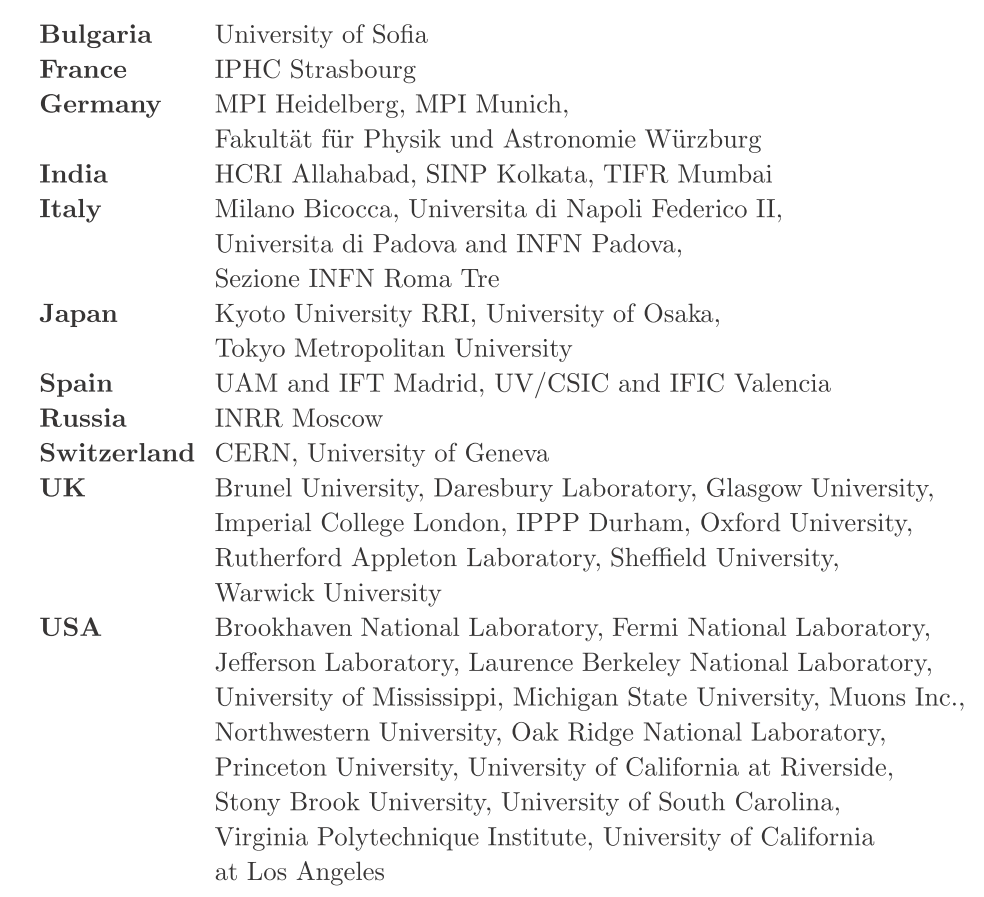 Bulgaria University of Sofia
France IPHC Strasbourg
Germany MPI Heidelberg, MPI Munich,
Fakultät für Physik und Astronomie Würzburg
India HCRI Allahabad, SINP Kolkata, TIFR Mumbai
Italy Milano Bicocca, Universita di Napoli Federico II,
Universita di Padova and INFN Padova,
Sezione INFN Roma Tre
Japan Kyoto University RRI, University of Osaka,
Tokyo Metropolitan University
Spain UAM and IFT Madrid, UV/CSIC and IFIC Valencia
Russia INRR Moscow
Switzerland CERN, University of Geneva
UK Brunel University, Daresbury Laboratory, Glasgow University,
Imperial College London, IPPP Durham, Oxford University,
Rutherford Appleton Laboratory, Sheffield University,
Warwick University
USA Brookhaven National Laboratory, Fermi National Laboratory,
Jefferson Laboratory, Laurence Berkeley National Laboratory,
University of Mississippi, Michigan State University, Muons Inc.,
Northwestern University, Oak Ridge National Laboratory,
Princeton University, University of California at Riverside,
Stony Brook University, University of South Carolina,
Virginia Polytechnique Institute, University of California
at Los Angeles